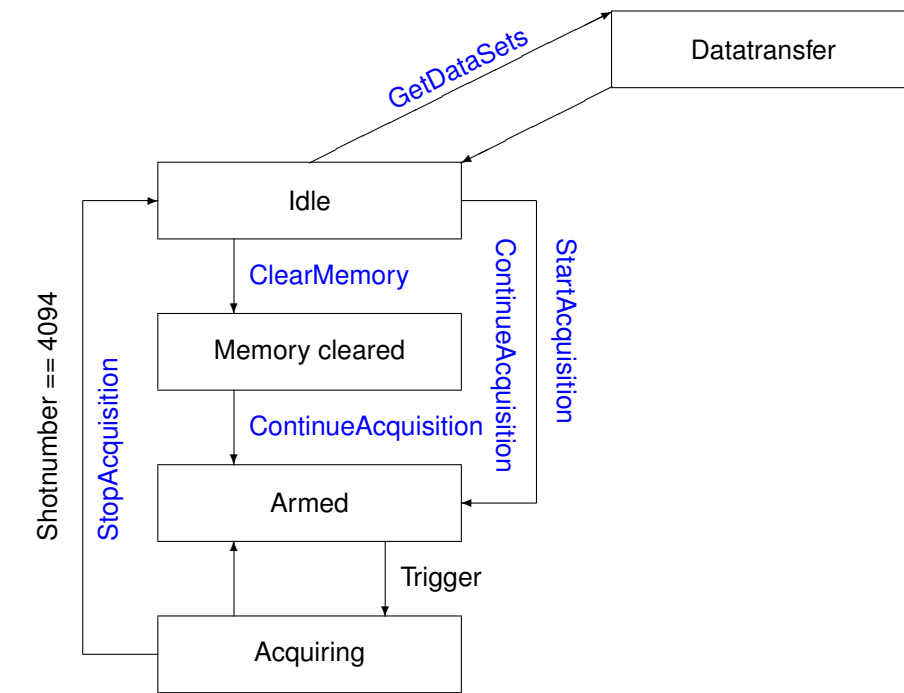 GetDataSets
Datatransfer
Idle
ClearMemory
ContinueAcquisition
StartAcquisition
Memory cleared
Shotnumber == 4094
StopAcquisition
ContinueAcquisition
Armed
Trigger
Acquiring